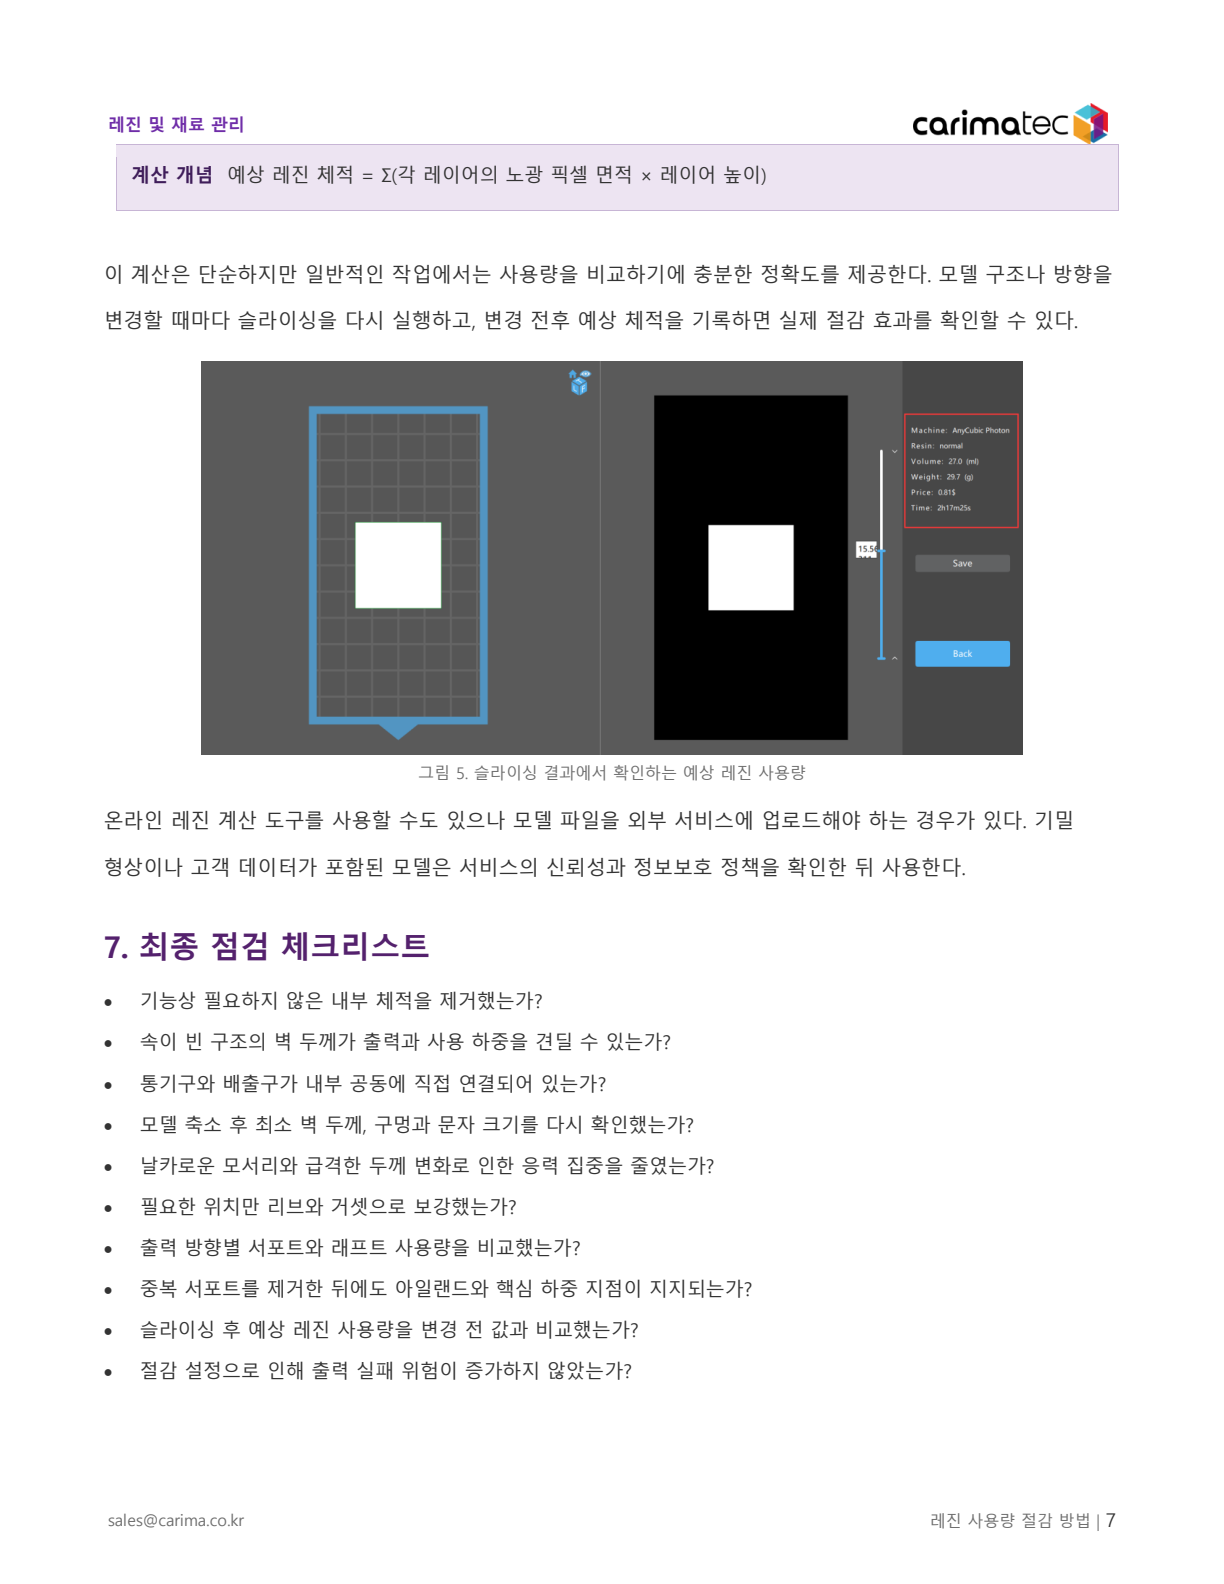 레진 및 재료 관리
carimatec
계산 개념 예상 레진 체적 = Σ(각 레이어의 노광 픽셀 면적 × 레이어 높이)
이 계산은 단순하지만 일반적인 작업에서는 사용량을 비교하기에 충분한 정확도를 제공한다. 모델 구조나 방향을
변경할 때마다 슬라이싱을 다시 실행하고, 변경 전후 예상 체적을 기록하면 실제 절감 효과를 확인할 수 있다.
Machine: AnyCubic Photon
Resin: normal
Volume: 27.0 (ml)
Weight: 29.7 (g)
Price: 0.81$
Time: 2h17m25s
15.56
Save
Back
그림 5. 슬라이싱 결과에서 확인하는 예상 레진 사용량
온라인 레진 계산 도구를 사용할 수도 있으나 모델 파일을 외부 서비스에 업로드해야 하는 경우가 있다. 기밀
형상이나 고객 데이터가 포함된 모델은 서비스의 신뢰성과 정보보호 정책을 확인한 뒤 사용한다.
7. 최종 점검 체크리스트
• 기능상 필요하지 않은 내부 체적을 제거했는가?
• 속이 빈 구조의 벽 두께가 출력과 사용 하중을 견딜 수 있는가?
• 통기구와 배출구가 내부 공동에 직접 연결되어 있는가?
• 모델 축소 후 최소 벽 두께, 구멍과 문자 크기를 다시 확인했는가?
• 날카로운 모서리와 급격한 두께 변화로 인한 응력 집중을 줄였는가?
• 필요한 위치만 리브와 거셋으로 보강했는가?
• 출력 방향별 서포트와 래프트 사용량을 비교했는가?
• 중복 서포트를 제거한 뒤에도 아일랜드와 핵심 하중 지점이 지지되는가?
• 슬라이싱 후 예상 레진 사용량을 변경 전 값과 비교했는가?
• 절감 설정으로 인해 출력 실패 위험이 증가하지 않았는가?
sales@carima.co.kr
레진 사용량 절감 방법 | 7